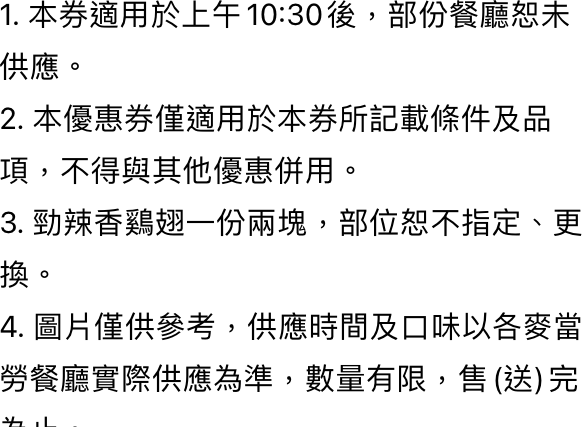 1. 本券適用於上午10:30後，部份餐廳恕未
供應。
2. 本優惠券僅適用於本券所記載條件及品
項，不得與其他優惠併用。
3. 勁辣香鷄翅一份兩塊，部位恕不指定、更
換。
4. 圖片僅供參考，供應時間及口味以各麥當
勞餐廳實際供應為準，數量有限，售(送)完
為止。